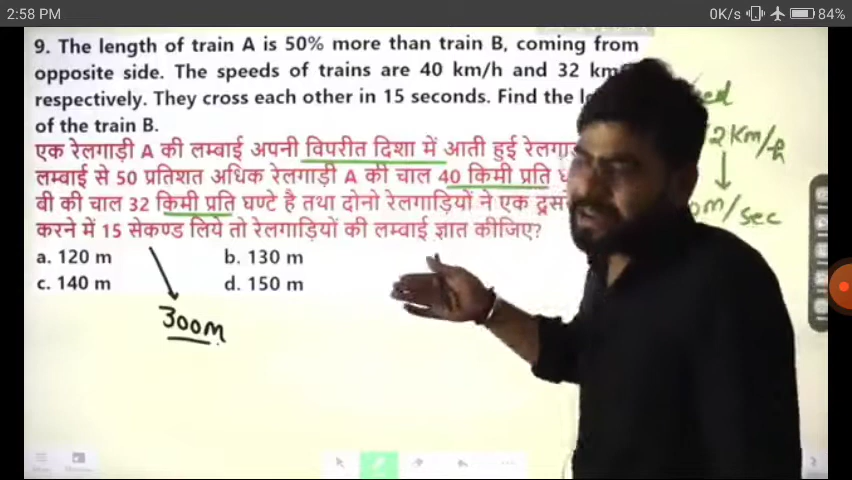 2:58 PM
0K/s 84%
9. The length of train A is 50% more than train B, coming from
opposite side. The speeds of trains are 40 km/h and 32 km
respectively. They cross each other in 15 seconds. Find the
of the train B.
एक रेलगाड़ी A की लम्बाई अपनी विपरीत दिशा में आती हुई
लम्बाई से 50 प्रतिशत अधिक रेलगाड़ी A की चाल 40 किमी प्रति
वी की चाल 32 किमी प्रति घण्टे है तथा दोनो रेलगाड़ियों ने एक
करने में 15 सेकण्ड लिये तो रेलगाड़ियों की लम्बाई ज्ञात कीजिए?
a. 120 m b. 130 m
c. 140 m d. 150 m
300m
2Km/h
m/sec